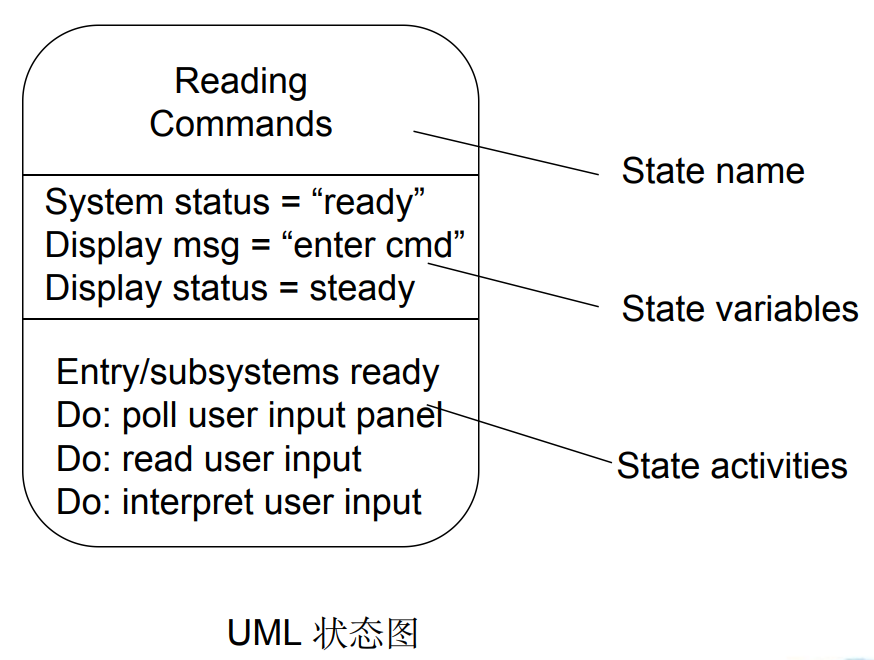 Reading
Commands
State name
System status = “ready”
Display msg = “enter cmd”
Display status = steady
State variables
Entry/subsystems ready
Do: poll user input panel
Do: read user input
Do: interpret user input
State activities
UML 状态图